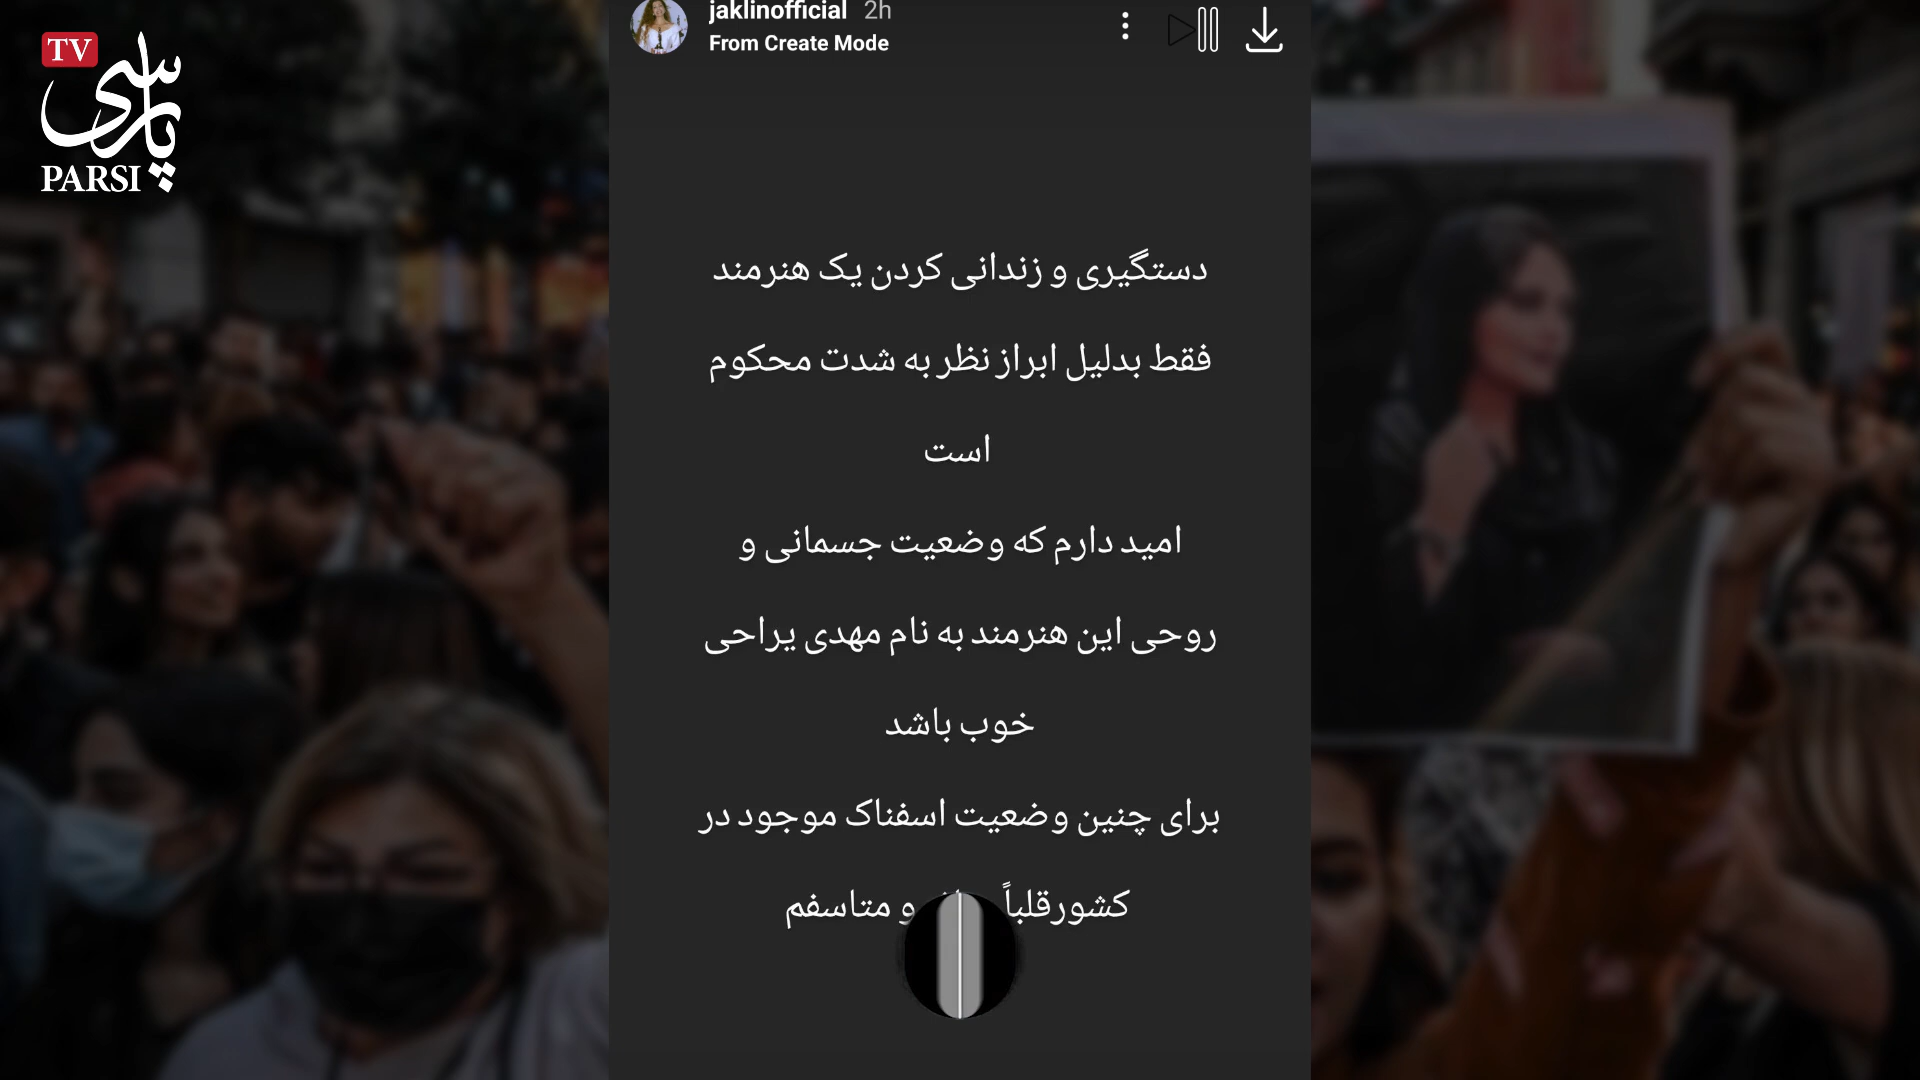 TV
پارسی
PARSI
jaklinofficial 2h
From Create Mode
دستگیری و زندانی کردن یک هنرمند
فقط بدلیل ابراز نظر به شدت محکوم
است
امید دارم که وضعیت جسمانی و
روحی این هنرمند به نام مهدی یراحی
خوب باشد
برای چنین وضعیت اسفناک موجود در
کشورقلباً و متاسفم